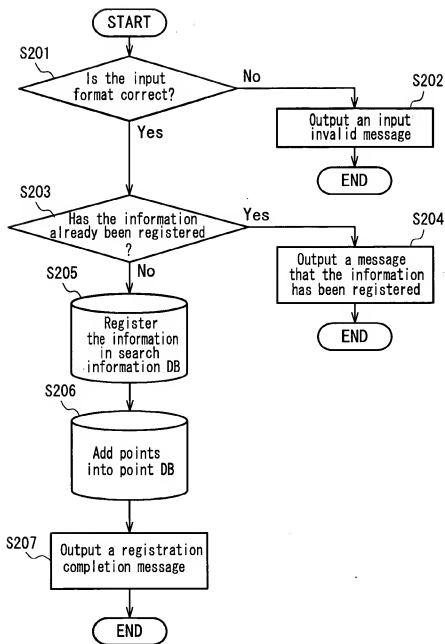 START
S201
Is the input
format correct?
No
S202
Output an input
invalid message
Yes
END
S203
Has the information
already been registered
?
Yes
S204
Output a message
that the information
has been registered
No
S205
END
Register
the information
in search
information DB
S206
Add points
into point DB
S207
Output a registration
completion message
END